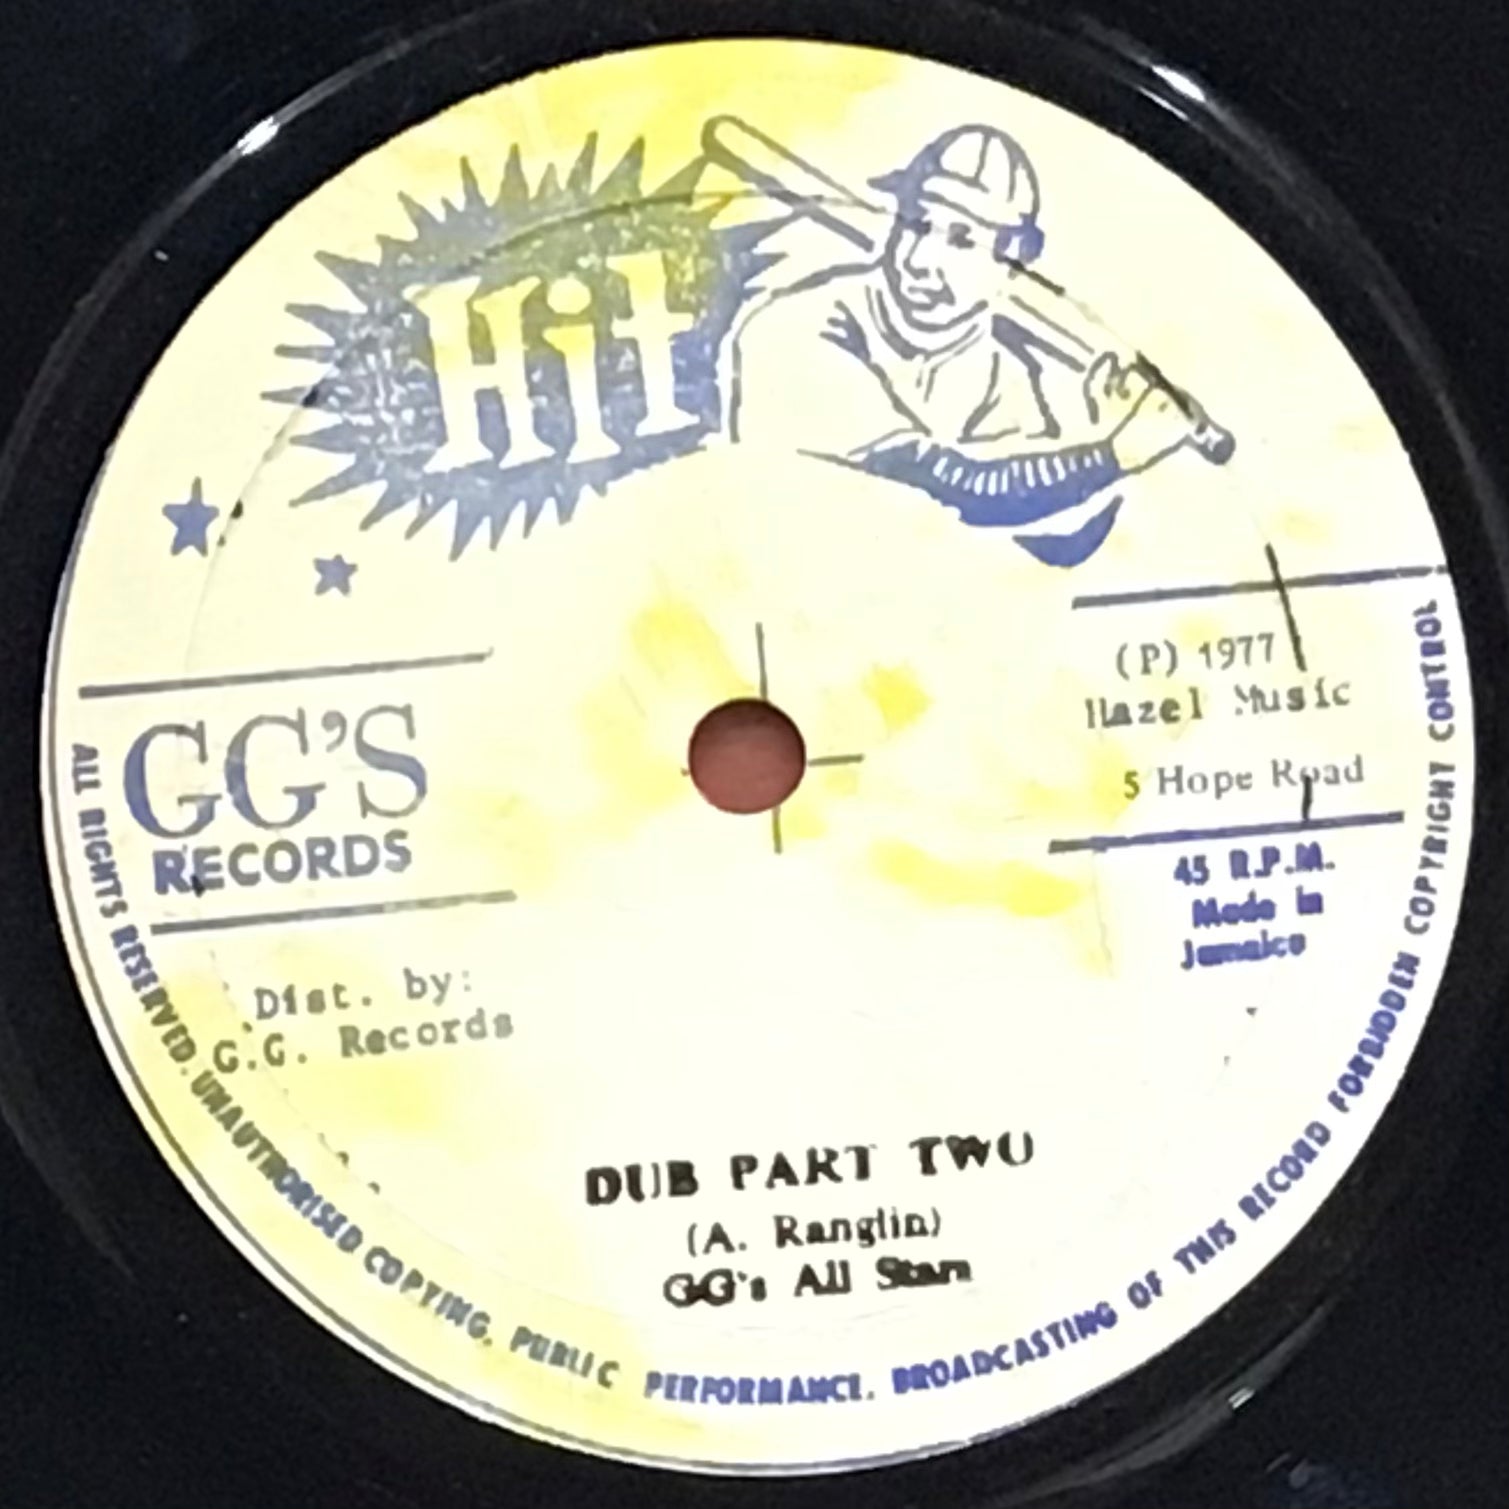 Hit
GG'S
RECORDS
(P) 1977
Hazel Music
5 Hope Road
45 R.P.M.
Made in
Jamaica
Dist. by:
G.G. Records
DUB PART TWO
(A. Ranglin)
GG's All Stars
ALL RIGHTS RESERVED. UNAUTHORISED COPYING. PUBLIC PERFORMANCE. BROADCASTING OF THIS RECORD FORBIDDEN COPYRIGHT CONTROL